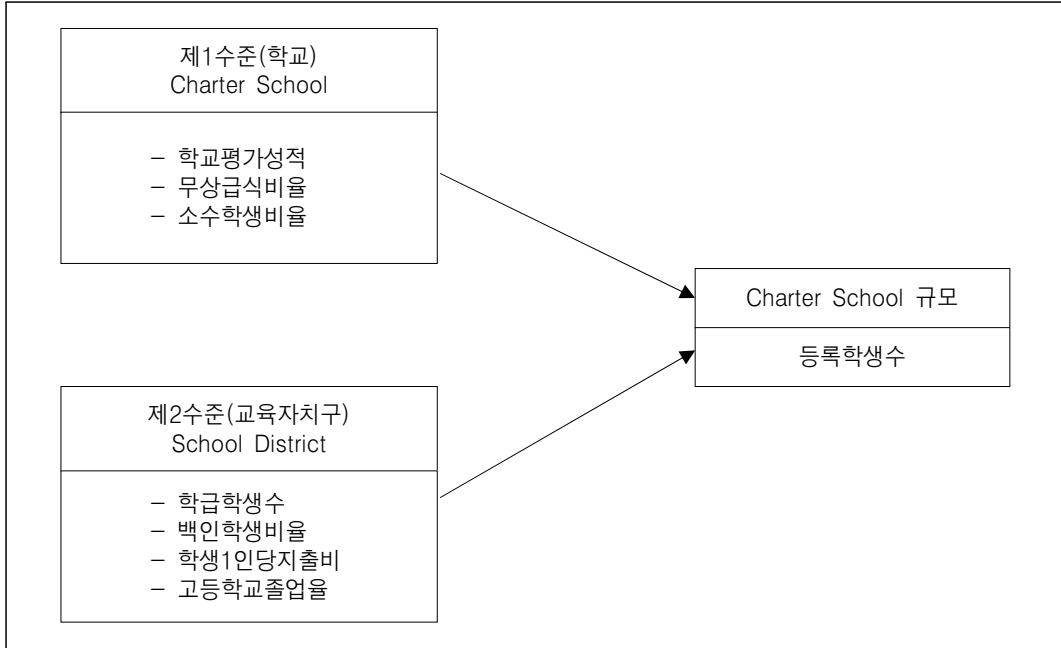 제1수준(학교)
Charter School
- 학교평가성적
- 무상급식비율
- 소수학생비율
Charter School 규모
등록학생수
제2수준(교육자치구)
School District
- 학급학생수
- 백인학생비율
- 학생1인당지출비
- 고등학교졸업율